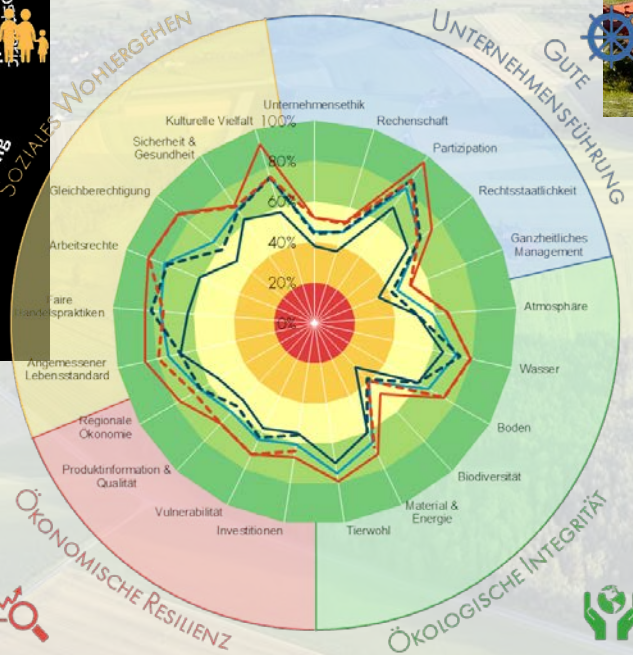 SOZIALES WOHLERGEHEN
GUTE
UNTERNEHMENSFÜHRUNG
Unternehmensethik
Kulturelle Vielfalt
100%
Rechenschaft
Sicherheit &
Gesundheit
80%
Partizipation
Gleichberechtigung
60%
Rechtsstaatlichkeit
Arbeitsrechte
40%
Ganzheitliches
Management
20%
Faire
Handelspraktiken
0%
Atmosphäre
Angemessener
Lebensstandard
Wasser
Regionale
Ökonomie
Boden
Produktinformation &
Qualität
Biodiversität
Vulnerabilität
Material &
Energie
Investitionen
Tierwohl
ÖKONOMISCHE RESILIENZ
ÖKOLOGISCHE INTEGRITÄT